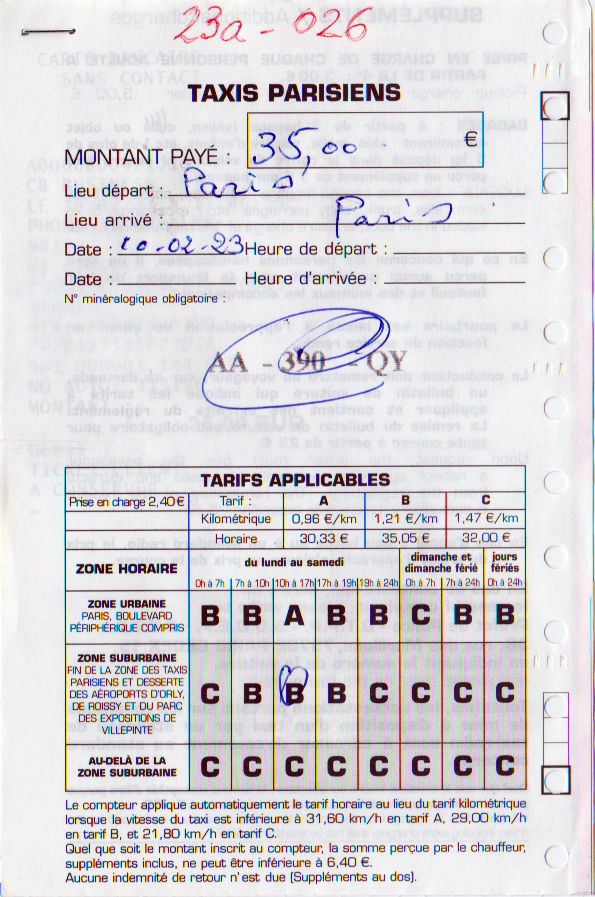 23a - 026
TAXIS PARISIENS
MONTANT PAYÉ : 35,00 €
Lieu départ : Paris
Lieu arrivé : Paris
Date : 10-02-23 Heure de départ :
Date : Heure d'arrivée :
N° minéralogique obligatoire :
AA - 390 - QY
TARIFS APPLICABLES
Prise en charge 2,40 € Tarif : A B C
Kilométrique 0,96 €/km 1,21 €/km 1,47 €/km
Horaire 30,33 € 35,05 € 32,00 €
ZONE HORAIRE du lundi au samedi dimanche et dimanche férié jours fériés
0h à 7h 7h à 10h 10h à 17h 17h à 19h 19h à 24h 0h à 7h 7h à 24h 0h à 24h
ZONE URBAINE
PARIS, BOULEVARD
PÉRIPHÉRIQUE COMPRIS
B B A B B C B B
ZONE SUBURBAINE
FIN DE LA ZONE DES TAXIS
PARISIENS ET DESSERTE
DES AÉROPORTS D'ORLY,
DE ROISSY ET DU PARC
DES EXPOSITIONS DE
VILLEPINTE
C B B B C C C C
AU-DELÀ DE LA
ZONE SUBURBAINE
C C C C C C C C
Le compteur applique automatiquement le tarif horaire au lieu du tarif kilométrique
lorsque la vitesse du taxi est inférieure à 31,60 km/h en tarif A, 29,00 km/h
en tarif B, et 21,80 km/h en tarif C.
Quel que soit le montant inscrit au compteur, la somme perçue par le chauffeur,
suppléments inclus, ne peut être inférieure à 6,40 €.
Aucune indemnité de retour n'est due (Suppléments au dos).